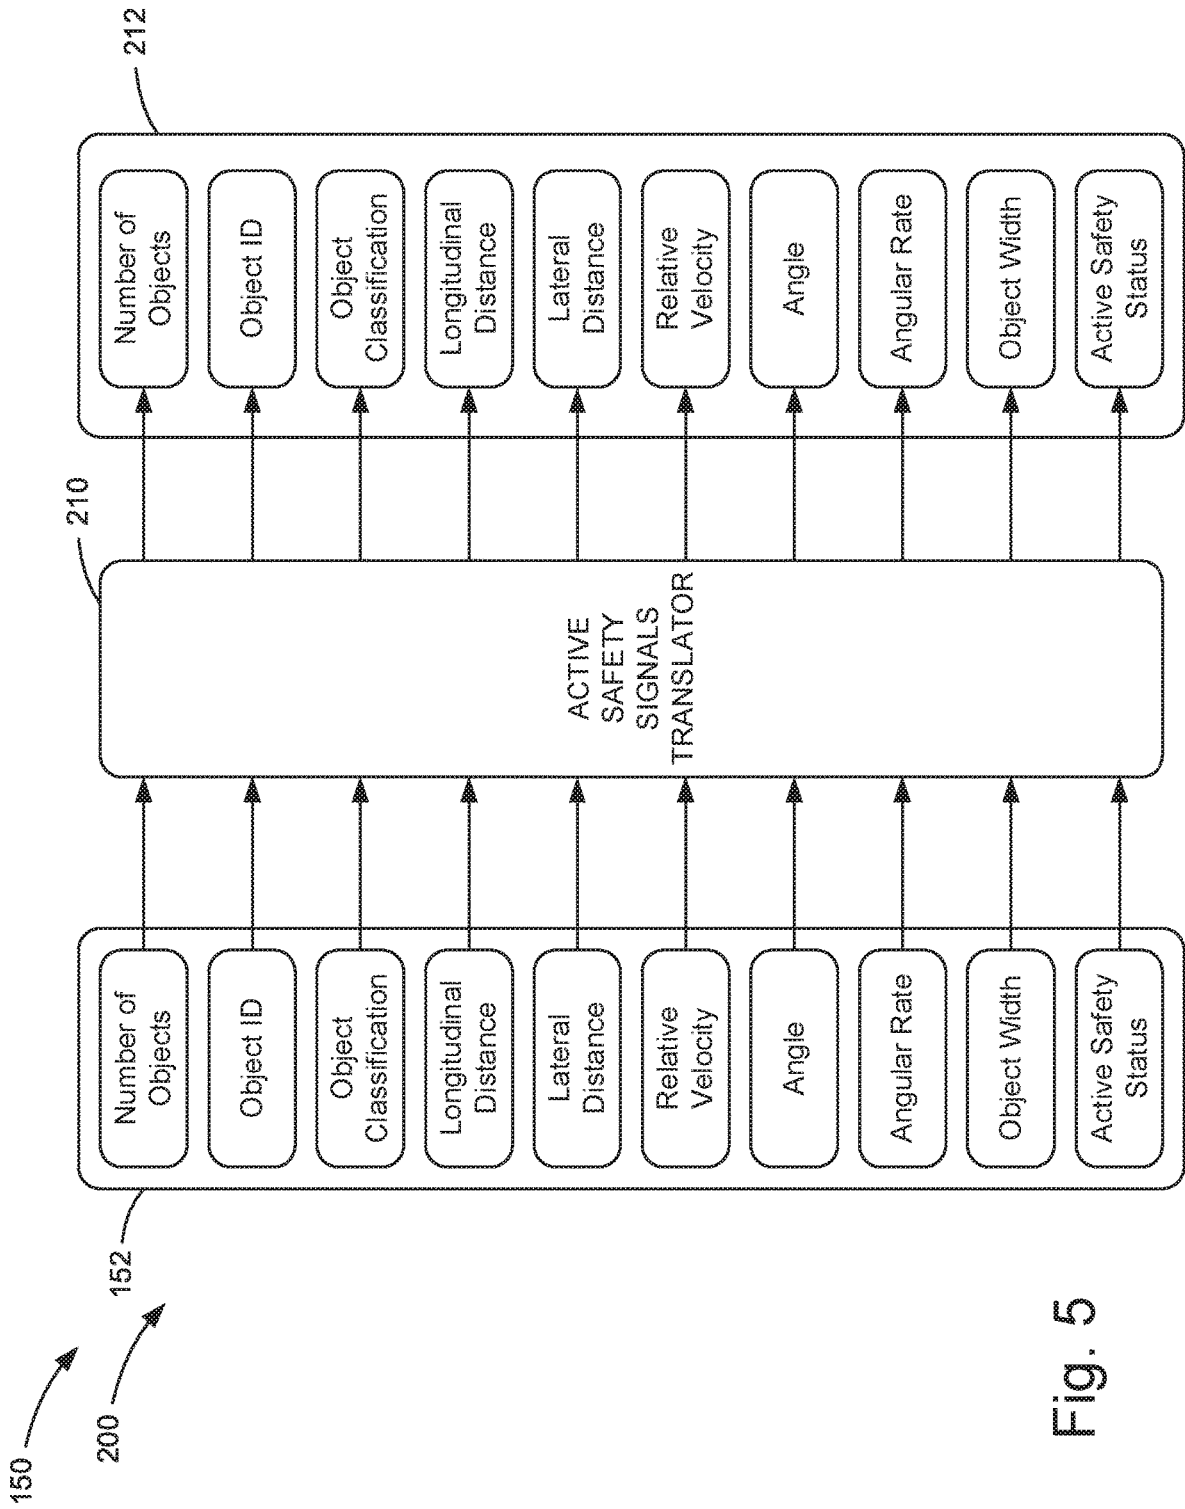 150
200
152
Number of
Objects
Object ID
Object
Classification
Longitudinal
Distance
Lateral
Distance
Relative
Velocity
Angle
Angular Rate
Object Width
Active Safety
Status
210
ACTIVE
SAFETY
SIGNALS
TRANSLATOR
212
Number of
Objects
Object ID
Object
Classification
Longitudinal
Distance
Lateral
Distance
Relative
Velocity
Angle
Angular Rate
Object Width
Active Safety
Status
Fig. 5